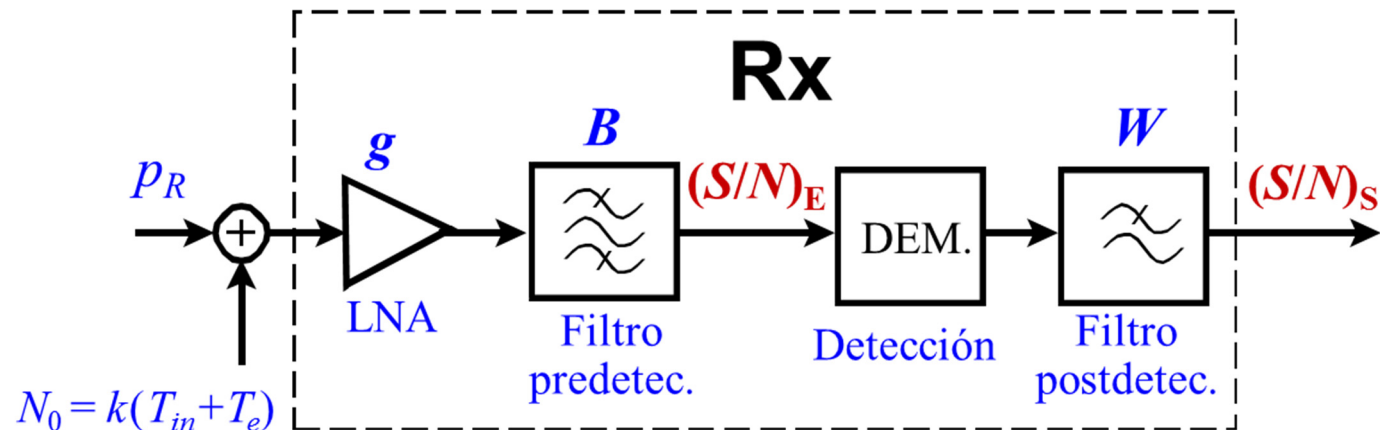 Rx
g
B
W
p_R
(S/N)_E
(S/N)_S
+
DEM.
LNA
Filtro
predetec.
Detección
Filtro
postdetec.
N_0 = k(T_in+T_e)